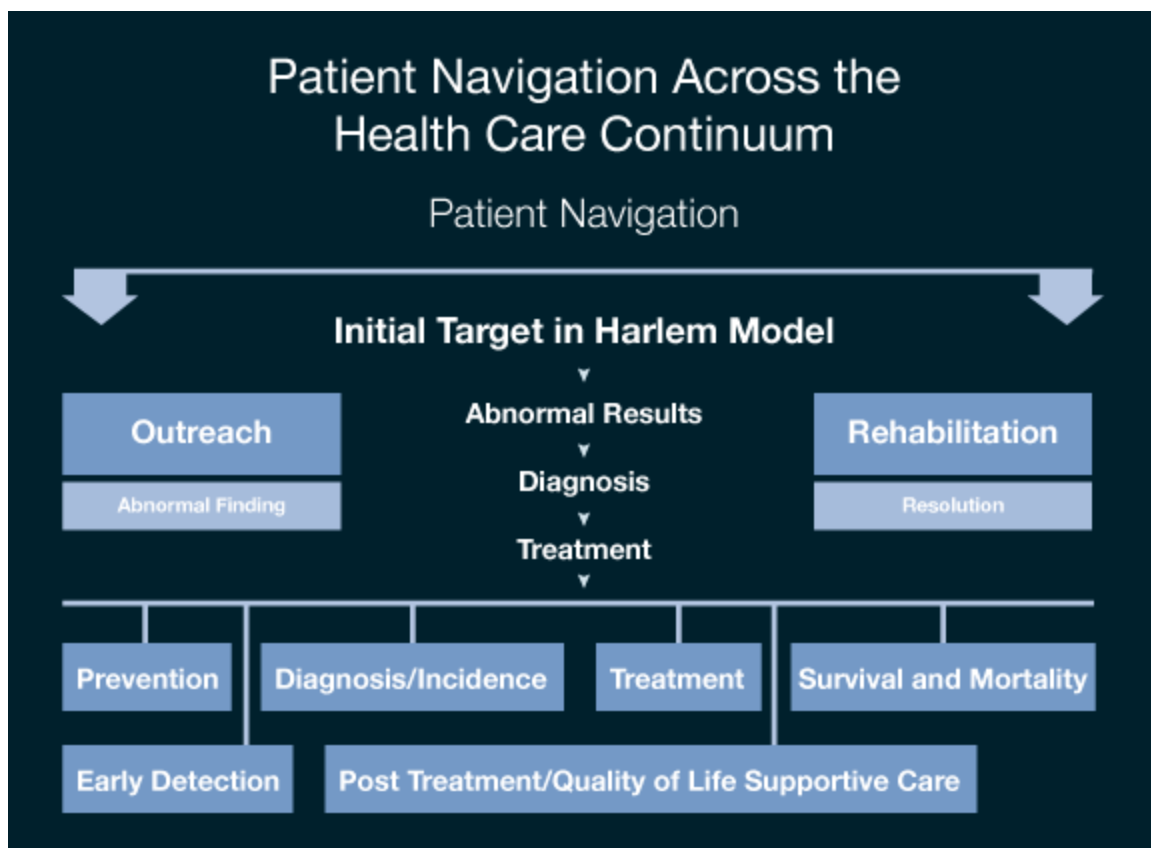 Patient Navigation Across the
Health Care Continuum
Patient Navigation
Initial Target in Harlem Model
Outreach
Abnormal Finding
Abnormal Results
Diagnosis
Treatment
Rehabilitation
Resolution
Prevention
Diagnosis/Incidence
Treatment
Survival and Mortality
Early Detection
Post Treatment/Quality of Life Supportive Care